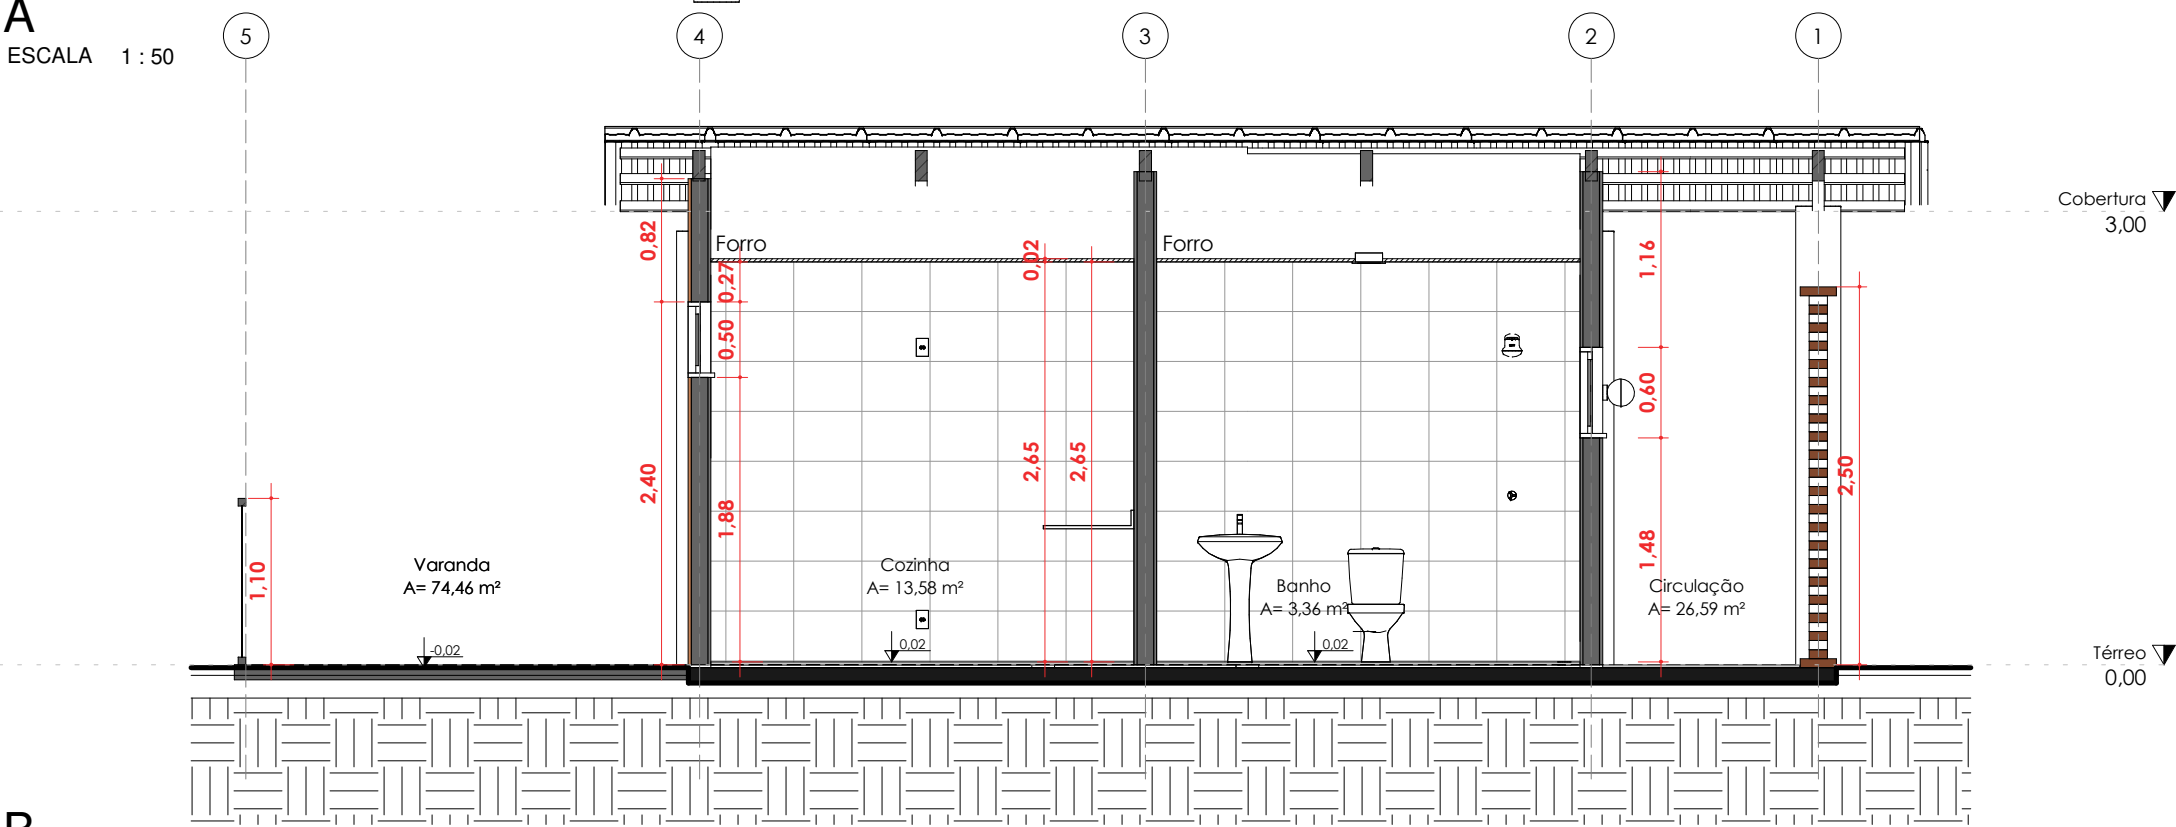 A
ESCALA 1 : 50
5
4
3
2
1
Cobertura
3,00
Forro
Forro
0,82
0,27
0,02
1,16
0,50
0,60
2,40
2,65
2,65
2,50
1,88
1,48
1,10
Varanda
A= 74,46 m²
Cozinha
A= 13,58 m²
Banho
A= 3,36 m²
Circulação
A= 26,59 m²
-0,02
0,02
0,02
Térreo
0,00